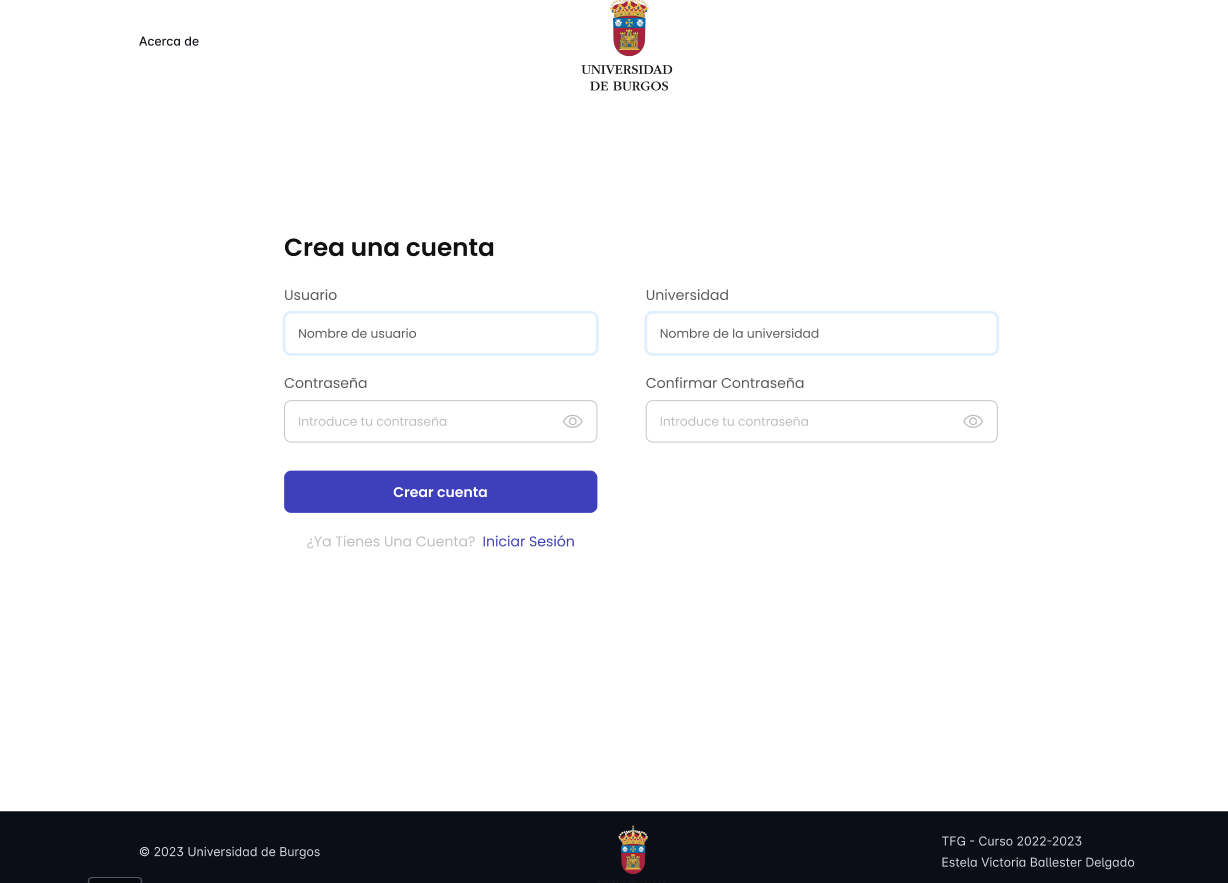 Acerca de
UNIVERSIDAD
DE BURGOS
Crea una cuenta
Usuario
Universidad
Nombre de usuario
Nombre de la universidad
Contraseña
Confirmar Contraseña
Introduce tu contraseña
Introduce tu contraseña
Crear cuenta
¿Ya Tienes Una Cuenta? Iniciar Sesión
© 2023 Universidad de Burgos
TFG - Curso 2022-2023
Estela Victoria Ballester Delgado